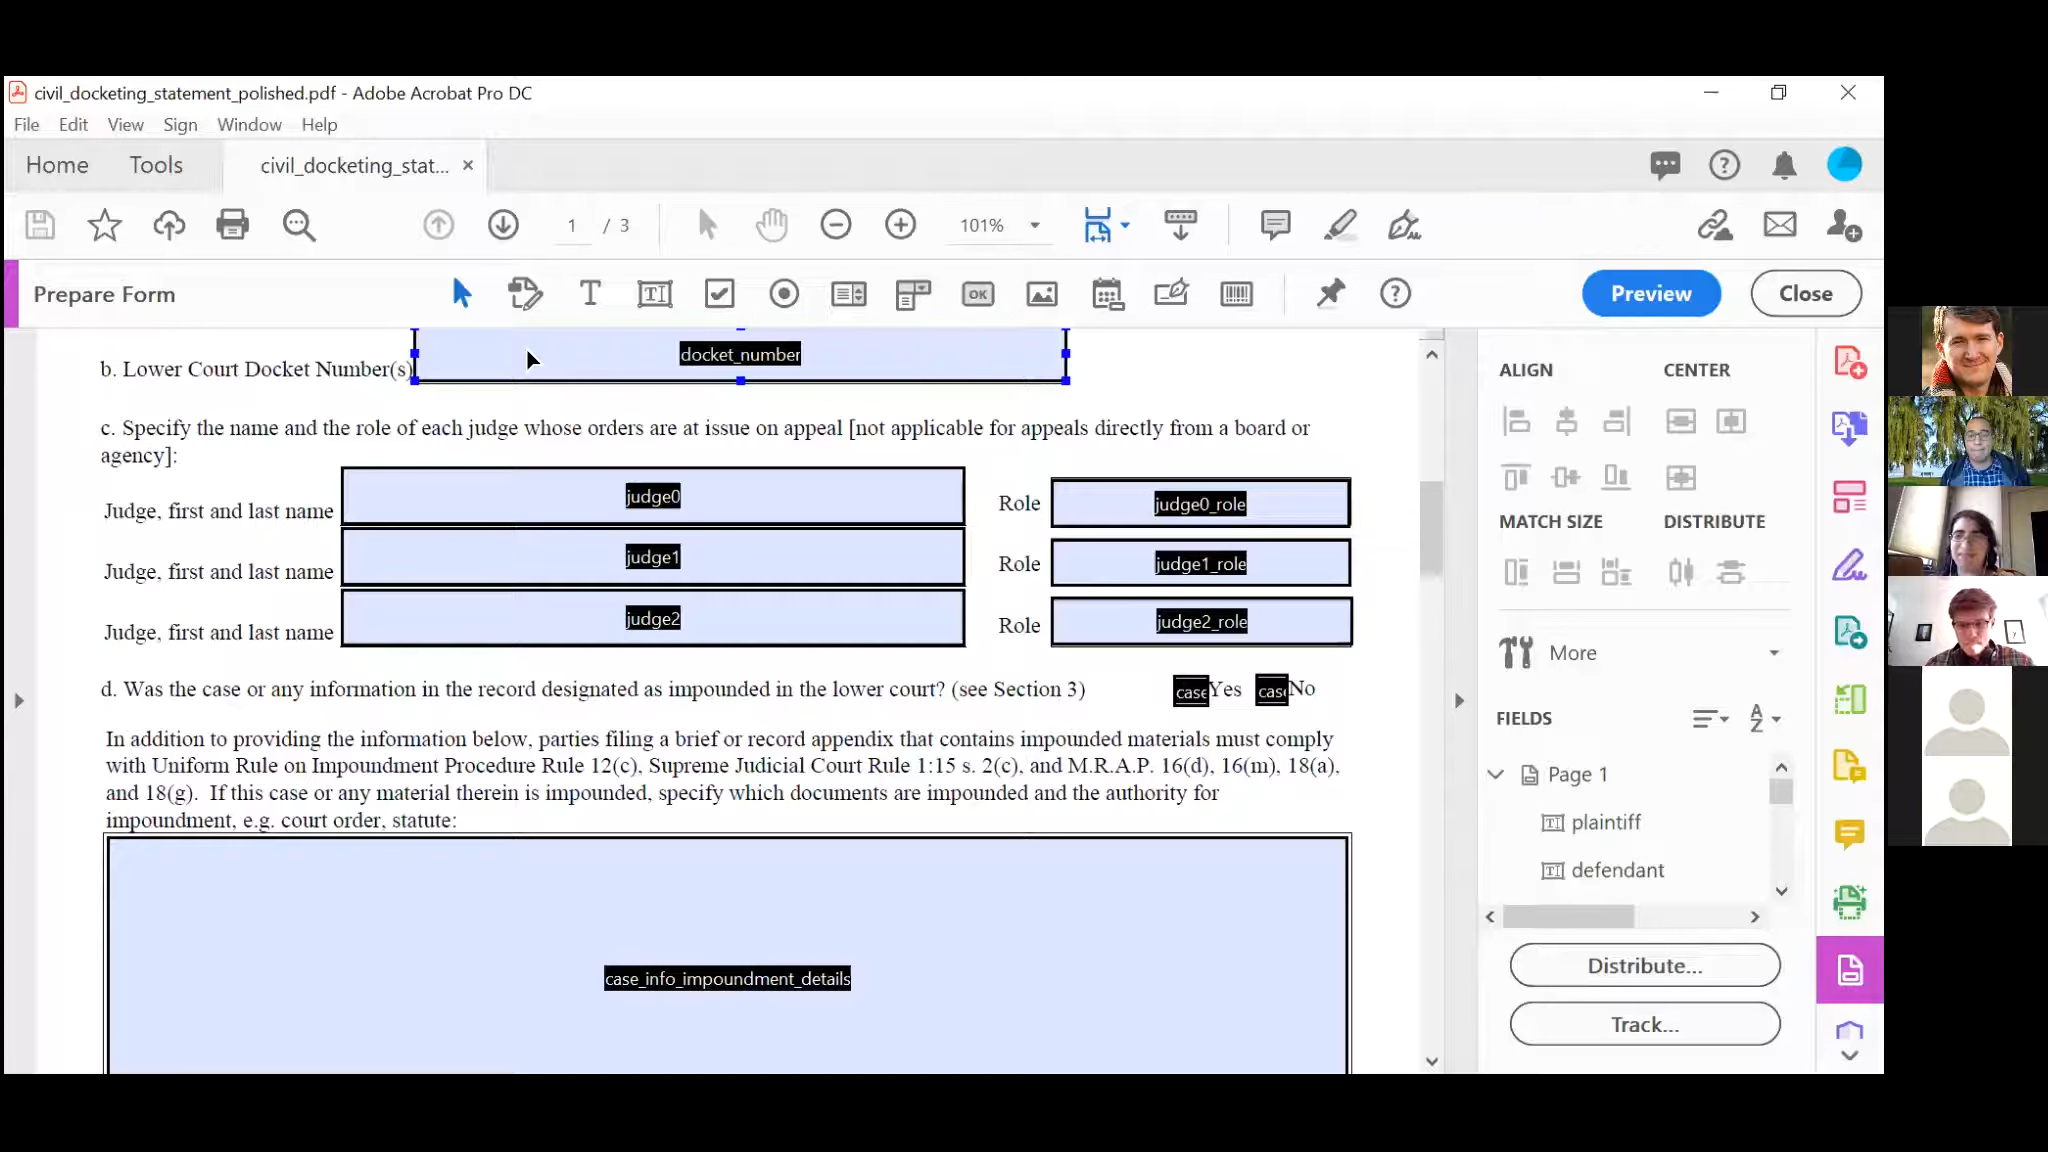 civil_docketing_statement_polished.pdf - Adobe Acrobat Pro DC
File Edit View Sign Window Help
Home Tools civil_docketing_stat... ×
1 / 3 101%
Prepare Form OK Preview Close
docket_number
b. Lower Court Docket Number(s)
c. Specify the name and the role of each judge whose orders are at issue on appeal [not applicable for appeals directly from a board or
agency]:
Judge, first and last name judge0 Role judge0_role
Judge, first and last name judge1 Role judge1_role
Judge, first and last name judge2 Role judge2_role
d. Was the case or any information in the record designated as impounded in the lower court? (see Section 3) case Yes cas No
In addition to providing the information below, parties filing a brief or record appendix that contains impounded materials must comply
with Uniform Rule on Impoundment Procedure Rule 12(c), Supreme Judicial Court Rule 1:15 s. 2(c), and M.R.A.P. 16(d), 16(m), 18(a),
and 18(g). If this case or any material therein is impounded, specify which documents are impounded and the authority for
impoundment, e.g. court order, statute:
case_info_impoundment_details
ALIGN CENTER
MATCH SIZE DISTRIBUTE
More
FIELDS
Page 1
plaintiff
defendant
Distribute...
Track...